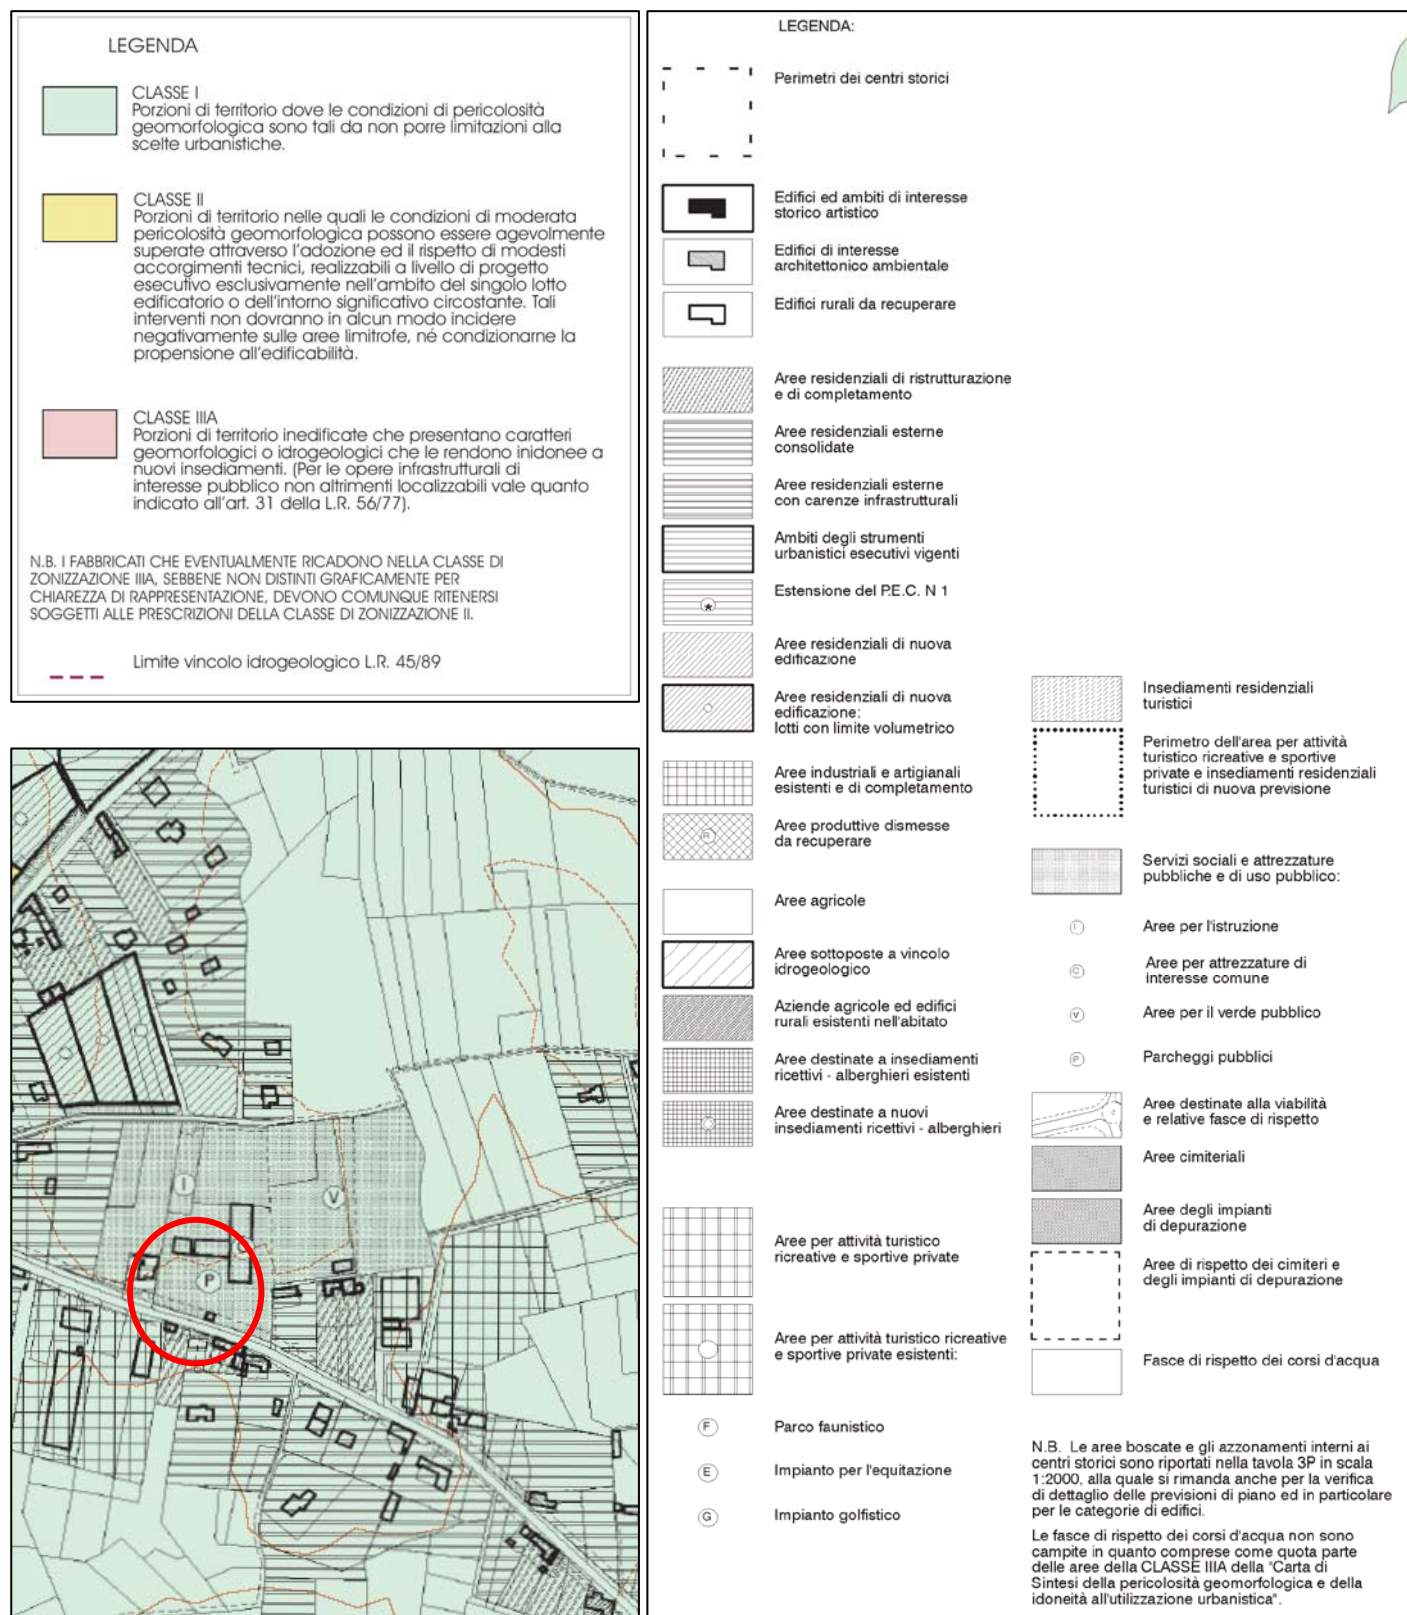 LEGENDA
CLASSE I
Porzioni di territorio dove le condizioni di pericolosità
geomorfologica sono tali da non porre limitazioni alla
scelte urbanistiche.
CLASSE II
Porzioni di territorio nelle quali le condizioni di moderata
pericolosità geomorfologica possono essere agevolmente
superate attraverso l'adozione ed il rispetto di modesti
accorgimenti tecnici, realizzabili a livello di progetto
esecutivo esclusivamente nell'ambito del singolo lotto
edificatorio o dell'intorno significativo circostante. Tali
interventi non dovranno in alcun modo incidere
negativamente sulle aree limitrofe, né condizionarne la
propensione all'edificabilità.
CLASSE IIIA
Porzioni di territorio inedificate che presentano caratteri
geomorfologici o idrogeologici che le rendono inidonee a
nuovi insediamenti. (Per le opere infrastrutturali di
interesse pubblico non altrimenti localizzabili vale quanto
indicato all'art. 31 della L.R. 56/77).
N.B. I FABBRICATI CHE EVENTUALMENTE RICADONO NELLA CLASSE DI
ZONIZZAZIONE IIIA, SEBBENE NON DISTINTI GRAFICAMENTE PER
CHIAREZZA DI RAPPRESENTAZIONE, DEVONO COMUNQUE RITENERSI
SOGGETTI ALLE PRESCRIZIONI DELLA CLASSE DI ZONIZZAZIONE II.
Limite vincolo idrogeologico L.R. 45/89
I
V
P
LEGENDA:
Perimetri dei centri storici
Edifici ed ambiti di interesse
storico artistico
Edifici di interesse
architettonico ambientale
Edifici rurali da recuperare
Aree residenziali di ristrutturazione
e di completamento
Aree residenziali esterne
consolidate
Aree residenziali esterne
con carenze infrastrutturali
Ambiti degli strumenti
urbanistici esecutivi vigenti
Estensione del P.E.C. N 1
Aree residenziali di nuova
edificazione
Aree residenziali di nuova
edificazione:
lotti con limite volumetrico
Aree industriali e artigianali
esistenti e di completamento
R
Aree produttive dismesse
da recuperare
Aree agricole
Aree sottoposte a vincolo
idrogeologico
Aziende agricole ed edifici
rurali esistenti nell'abitato
Aree destinate a insediamenti
ricettivi - alberghieri esistenti
Aree destinate a nuovi
insediamenti ricettivi - alberghieri
Aree per attività turistico
ricreative e sportive private
Aree per attività turistico ricreative
e sportive private esistenti:
F Parco faunistico
E Impianto per l'equitazione
G Impianto golfistico
Insediamenti residenziali
turistici
Perimetro dell'area per attività
turistico ricreative e sportive
private e insediamenti residenziali
turistici di nuova previsione
Servizi sociali e attrezzature
pubbliche e di uso pubblico:
I Aree per l'istruzione
C Aree per attrezzature di
interesse comune
V Aree per il verde pubblico
P Parcheggi pubblici
Aree destinate alla viabilità
e relative fasce di rispetto
Aree cimiteriali
Aree degli impianti
di depurazione
Aree di rispetto dei cimiteri e
degli impianti di depurazione
Fasce di rispetto dei corsi d'acqua
N.B. Le aree boscate e gli azzonamenti interni ai
centri storici sono riportati nella tavola 3P in scala
1:2000, alla quale si rimanda anche per la verifica
di dettaglio delle previsioni di piano ed in particolare
per le categorie di edifici.
Le fasce di rispetto dei corsi d'acqua non sono
campite in quanto comprese come quota parte
delle aree della CLASSE IIIA della "Carta di
Sintesi della pericolosità geomorfologica e della
idoneità all'utilizzazione urbanistica".